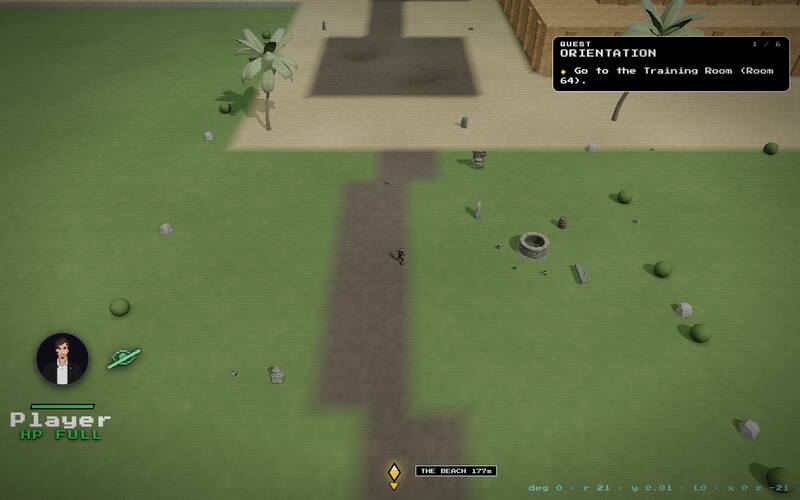 QUEST
1 / 6
ORIENTATION
Go to the Training Room (Room
64).
Player
HP FULL
THE BEACH 177m
deg 0 · r 21 · y 0.01 · L0 · x 0 z -21